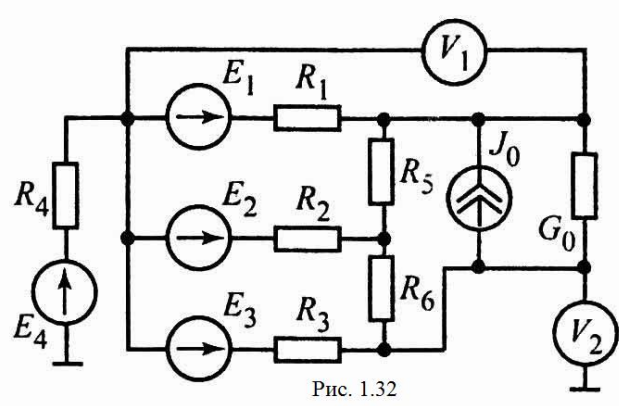 V1
E1 R1
J0
R4 R5
E2 R2
G0
R6
E4 E3 R3
V2
Рис. 1.32